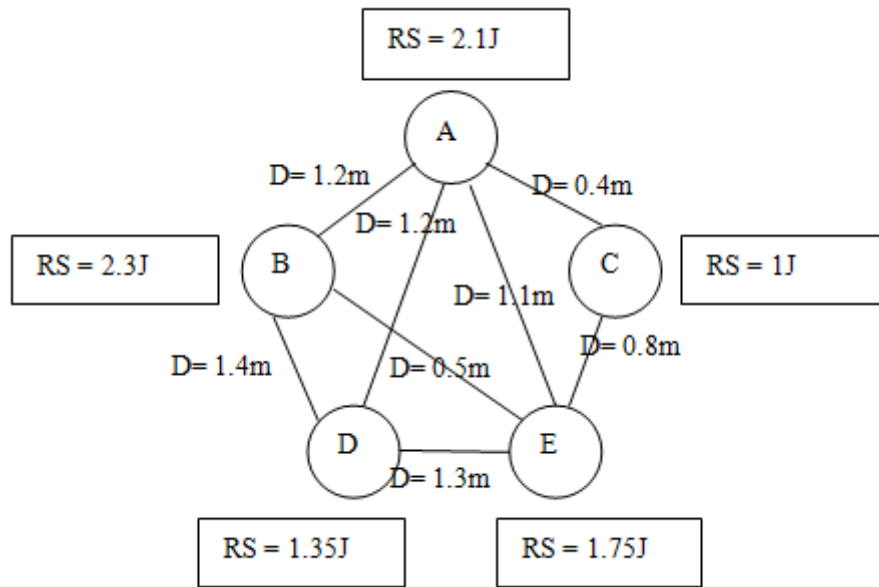 RS = 2.1J
A
D= 1.2m
D= 0.4m
D= 1.2m
RS = 2.3J
B
C
RS = 1J
D= 1.1m
D= 1.4m
D= 0.5m
D= 0.8m
D
E
D= 1.3m
RS = 1.35J
RS = 1.75J